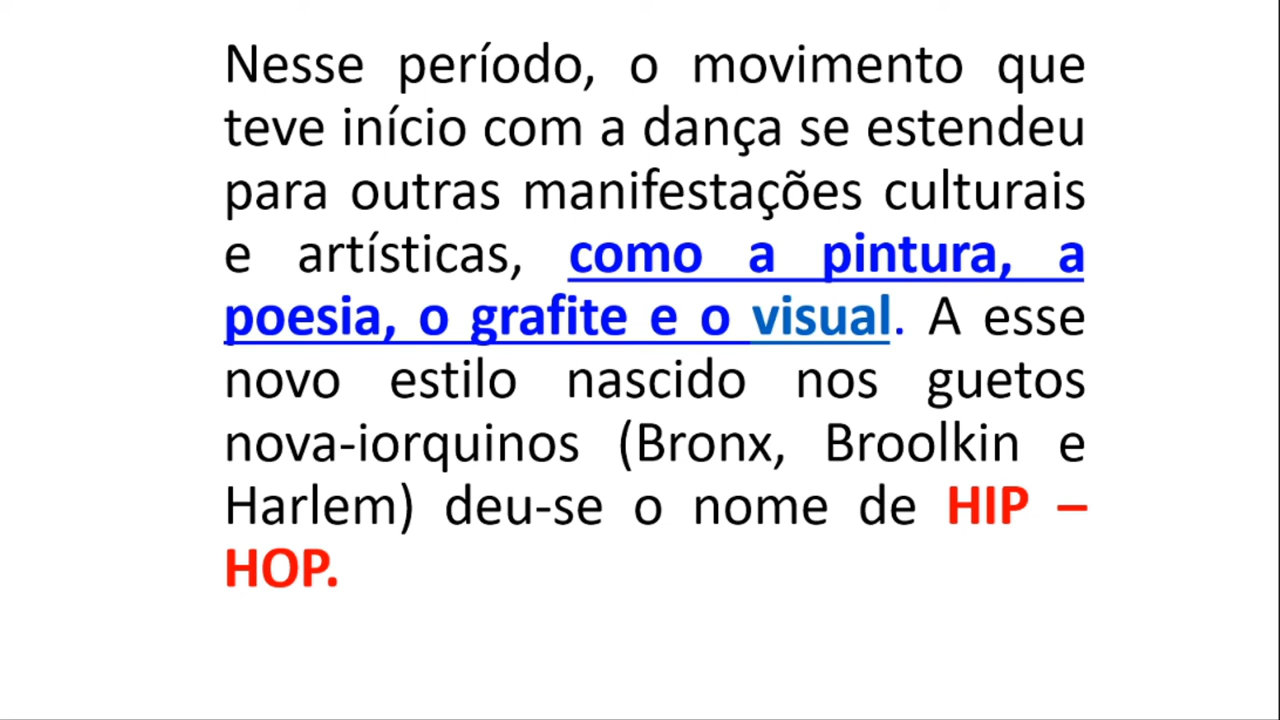 Nesse período, o movimento que
teve início com a dança se estendeu
para outras manifestações culturais
e artísticas, como a pintura, a
poesia, o grafite e o visual. A esse
novo estilo nascido nos guetos
nova-iorquinos (Bronx, Broolkin e
Harlem) deu-se o nome de HIP –
HOP.